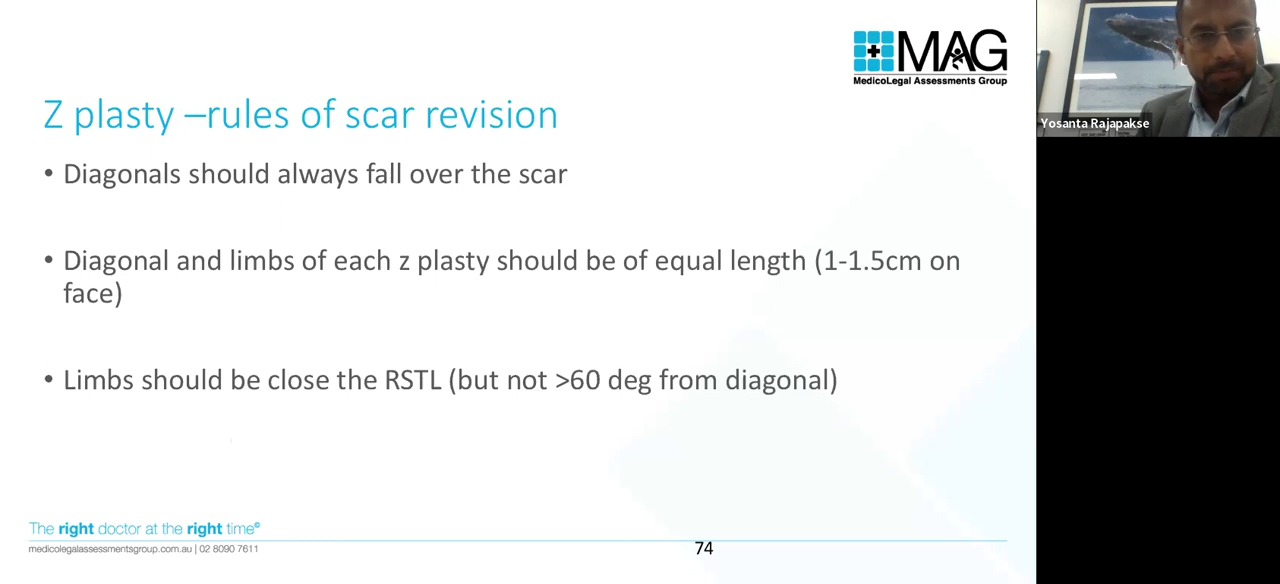 MAG
MedicoLegal Assessments Group
Yosanta Rajapakse
Z plasty –rules of scar revision
• Diagonals should always fall over the scar
• Diagonal and limbs of each z plasty should be of equal length (1-1.5cm on
face)
• Limbs should be close the RSTL (but not >60 deg from diagonal)
The right doctor at the right time©
medicolegalassessmentsgroup.com.au | 02 8090 7611
74